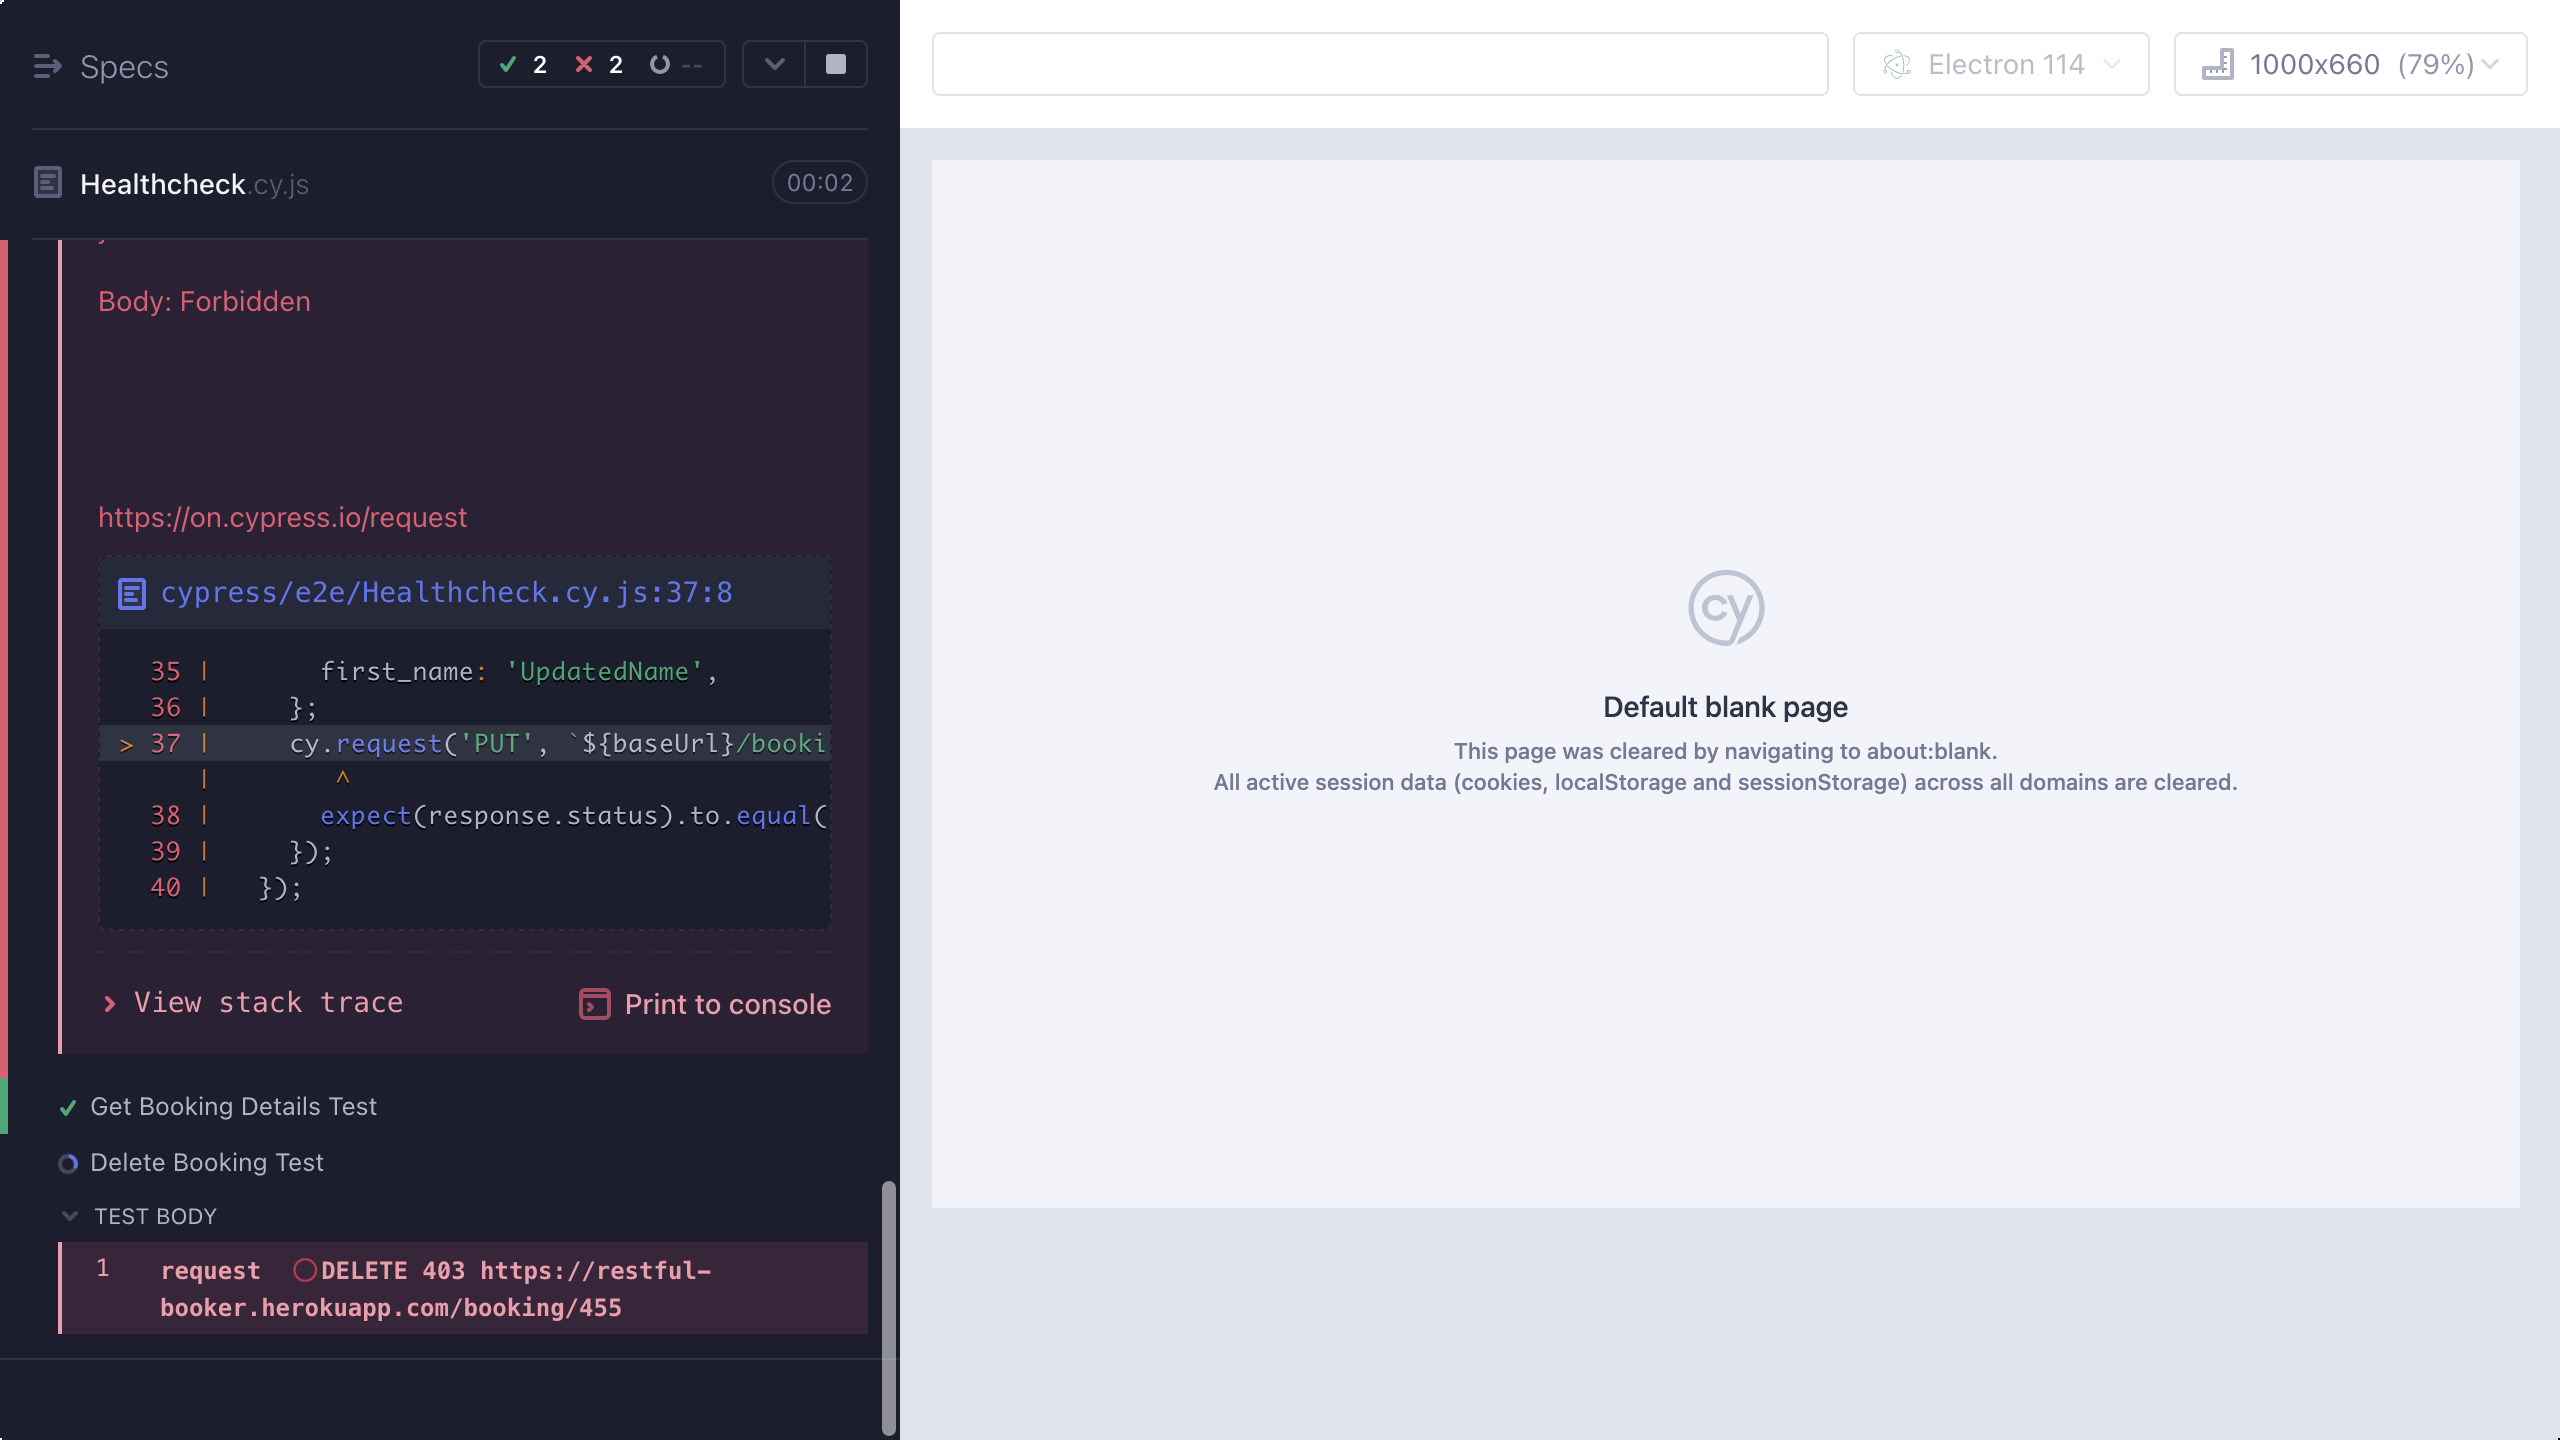 Specs
2
2
--
Healthcheck.cy.js
00:02
Body: Forbidden
https://on.cypress.io/request
cypress/e2e/Healthcheck.cy.js:37:8
35 | first_name: 'UpdatedName',
36 | };
> 37 | cy.request('PUT', `${baseUrl}/booki
| ^
38 | expect(response.status).to.equal(
39 | });
40 | });
View stack trace
Print to console
Get Booking Details Test
Delete Booking Test
TEST BODY
1 request DELETE 403 https://restful-
booker.herokuapp.com/booking/455
Electron 114
1000x660 (79%)
cy
Default blank page
This page was cleared by navigating to about:blank.
All active session data (cookies, localStorage and sessionStorage) across all domains are cleared.